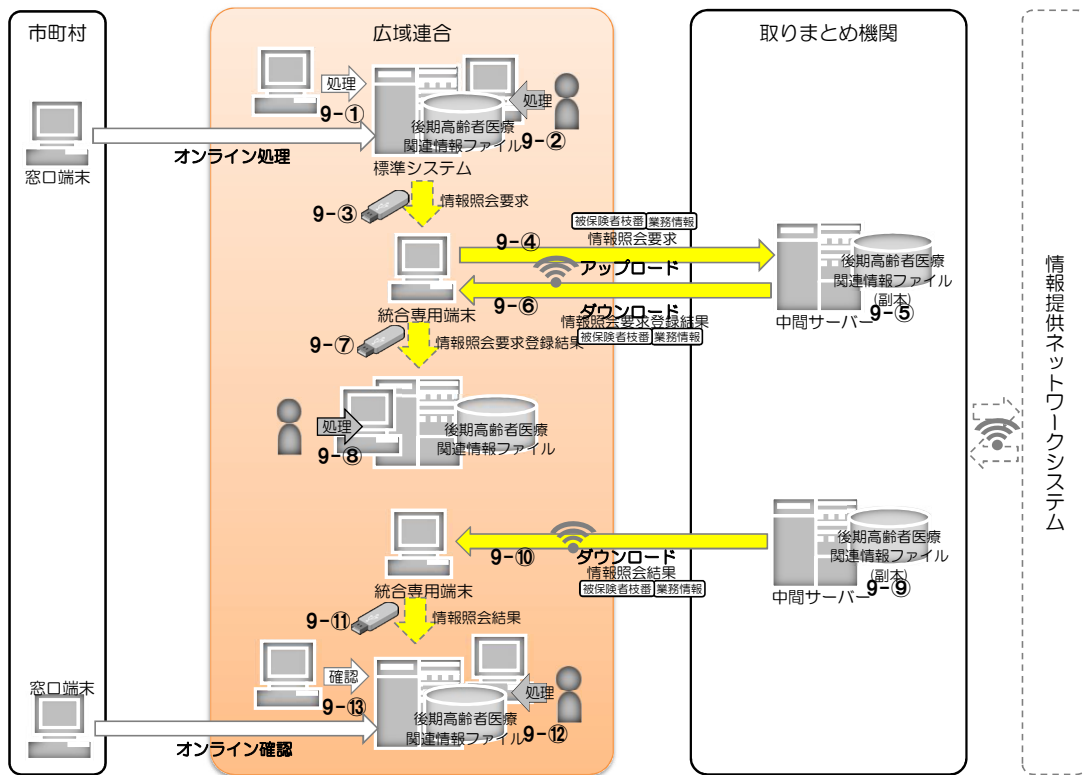 市町村
広域連合
取りまとめ機関
処理
9-①
処理
9-②
後期高齢者医療
関連情報ファイル
標準システム
オンライン処理
窓口端末
9-③
情報照会要求
9-④
被保険者枝番 業務情報
情報照会要求
アップロード
後期高齢者医療
関連情報ファイル
(副本)
9-⑤
中間サーバー
9-⑥
ダウンロード
情報照会要求登録結果
被保険者枝番 業務情報
統合専用端末
9-⑦
情報照会要求登録結果
処理
9-⑧
後期高齢者医療
関連情報ファイル
情報提供ネットワークシステム
9-⑩
ダウンロード
情報照会結果
被保険者枝番 業務情報
後期高齢者医療
関連情報ファイル
(副本)
9-⑨
中間サーバー
統合専用端末
9-⑪
情報照会結果
確認
9-⑬
処理
9-⑫
後期高齢者医療
関連情報ファイル
窓口端末
オンライン確認